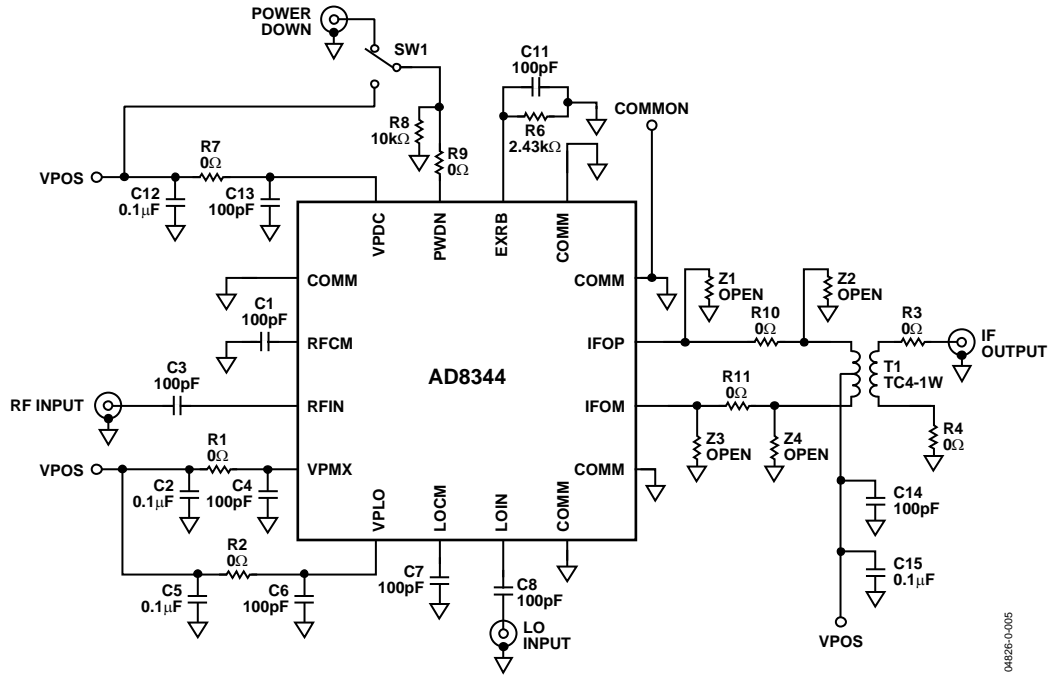 POWER
DOWN
SW1
C11
100pF
R8
10kΩ
R6
2.43kΩ
COMMON
R7
0Ω
R9
0Ω
VPOS
C12
0.1μF
C13
100pF
VPDC
PWDN
EXRB
COMM
COMM
COMM
Z1
OPEN
Z2
OPEN
C1
100pF
R10
0Ω
R3
0Ω
IF
OUTPUT
RFCM
IFOP
T1
TC4-1W
C3
100pF
AD8344
R11
0Ω
RF INPUT
RFIN
IFOM
R4
0Ω
R1
0Ω
Z3
OPEN
Z4
OPEN
VPOS
VPMX
COMM
C2
0.1μF
C4
100pF
VPLO
LOCM
LOIN
COMM
C14
100pF
R2
0Ω
C5
0.1μF
C6
100pF
C7
100pF
C8
100pF
C15
0.1μF
LO
INPUT
VPOS
04826-0-005